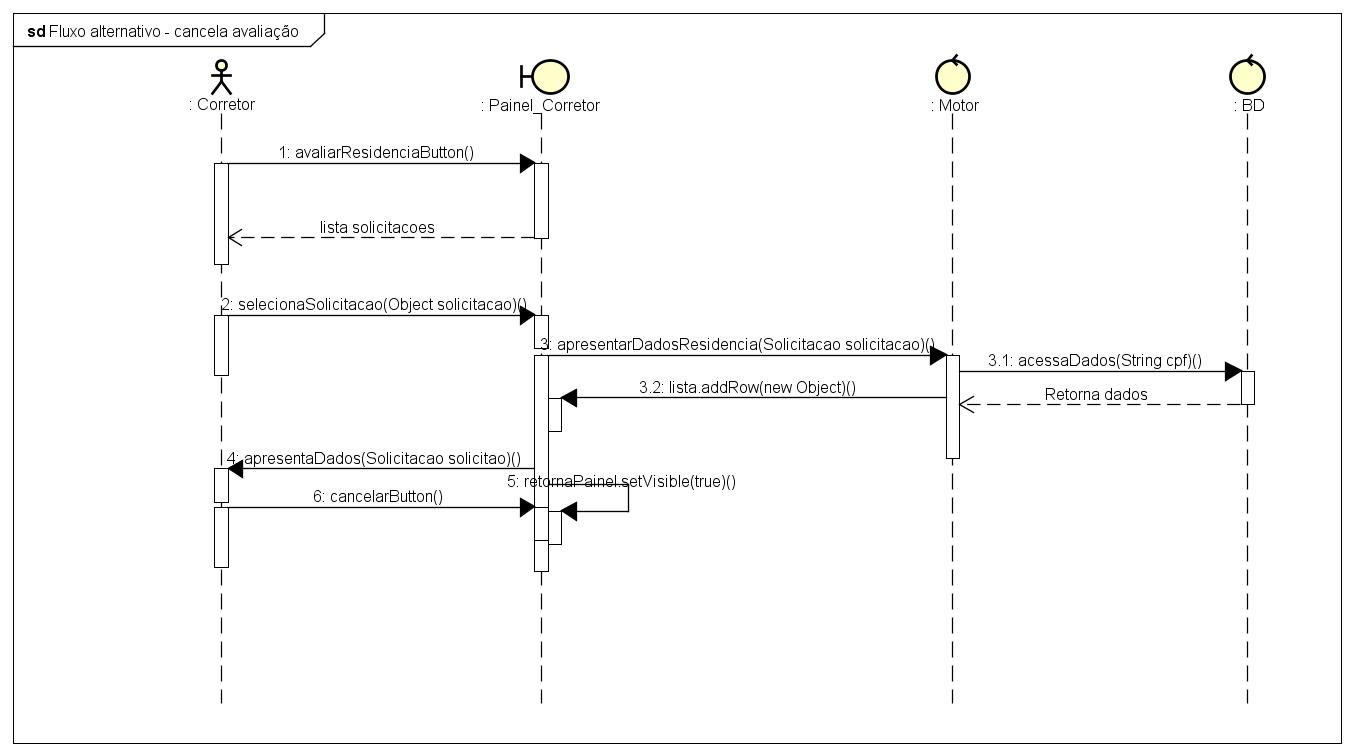 sd Fluxo alternativo - cancela avaliação
: Corretor
: Painel_Corretor
: Motor
: BD
1: avaliarResidenciaButton()
lista solicitacoes
2: selecionaSolicitacao(Object solicitacao)()
3: apresentarDadosResidencia(Solicitacao solicitacao)()
3.1: acessaDados(String cpf)()
3.2: lista.addRow(new Object)()
Retorna dados
4: apresentaDados(Solicitacao solicitao)()
5: retornaPainel.setVisible(true)()
6: cancelarButton()